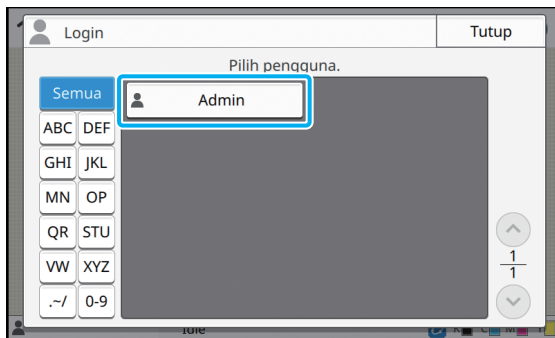 Login
Tutup
Pilih pengguna.
Semua
Admin
ABC DEF
GHI JKL
MN OP
QR STU
VW XYZ
.~/ 0-9
1
1
Idle
K C M